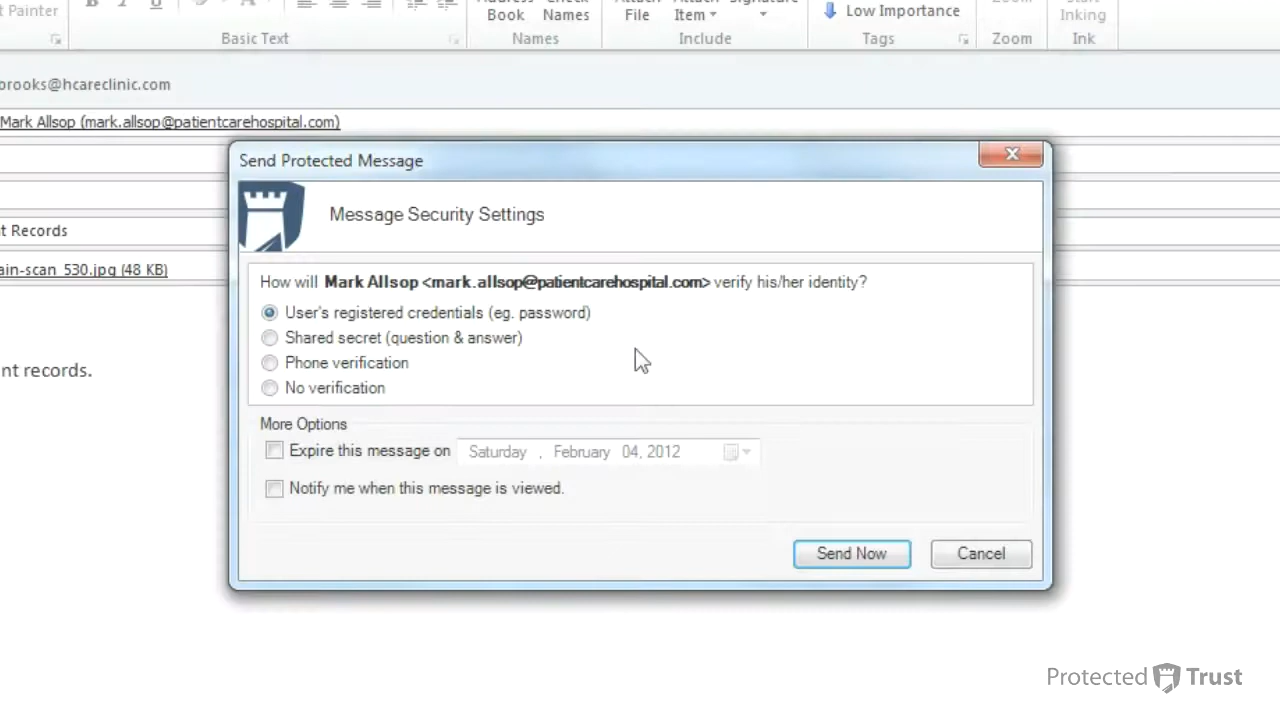 t Painter
Book Names File Item Low Importance Zoom Inking
Basic Text Names Include Tags Zoom Ink
brooks@hcareclinic.com
Mark Allsop (mark.allsop@patientcarehospital.com)
Send Protected Message
Message Security Settings
t Records
ain-scan_530.jpg (48 KB)
How will Mark Allsop <mark.allsop@patientcarehospital.com> verify his/her identity?
User's registered credentials (eg. password)
Shared secret (question & answer)
Phone verification
nt records.
No verification
More Options
Expire this message on Saturday , February 04, 2012
Notify me when this message is viewed.
Send Now Cancel
Protected Trust